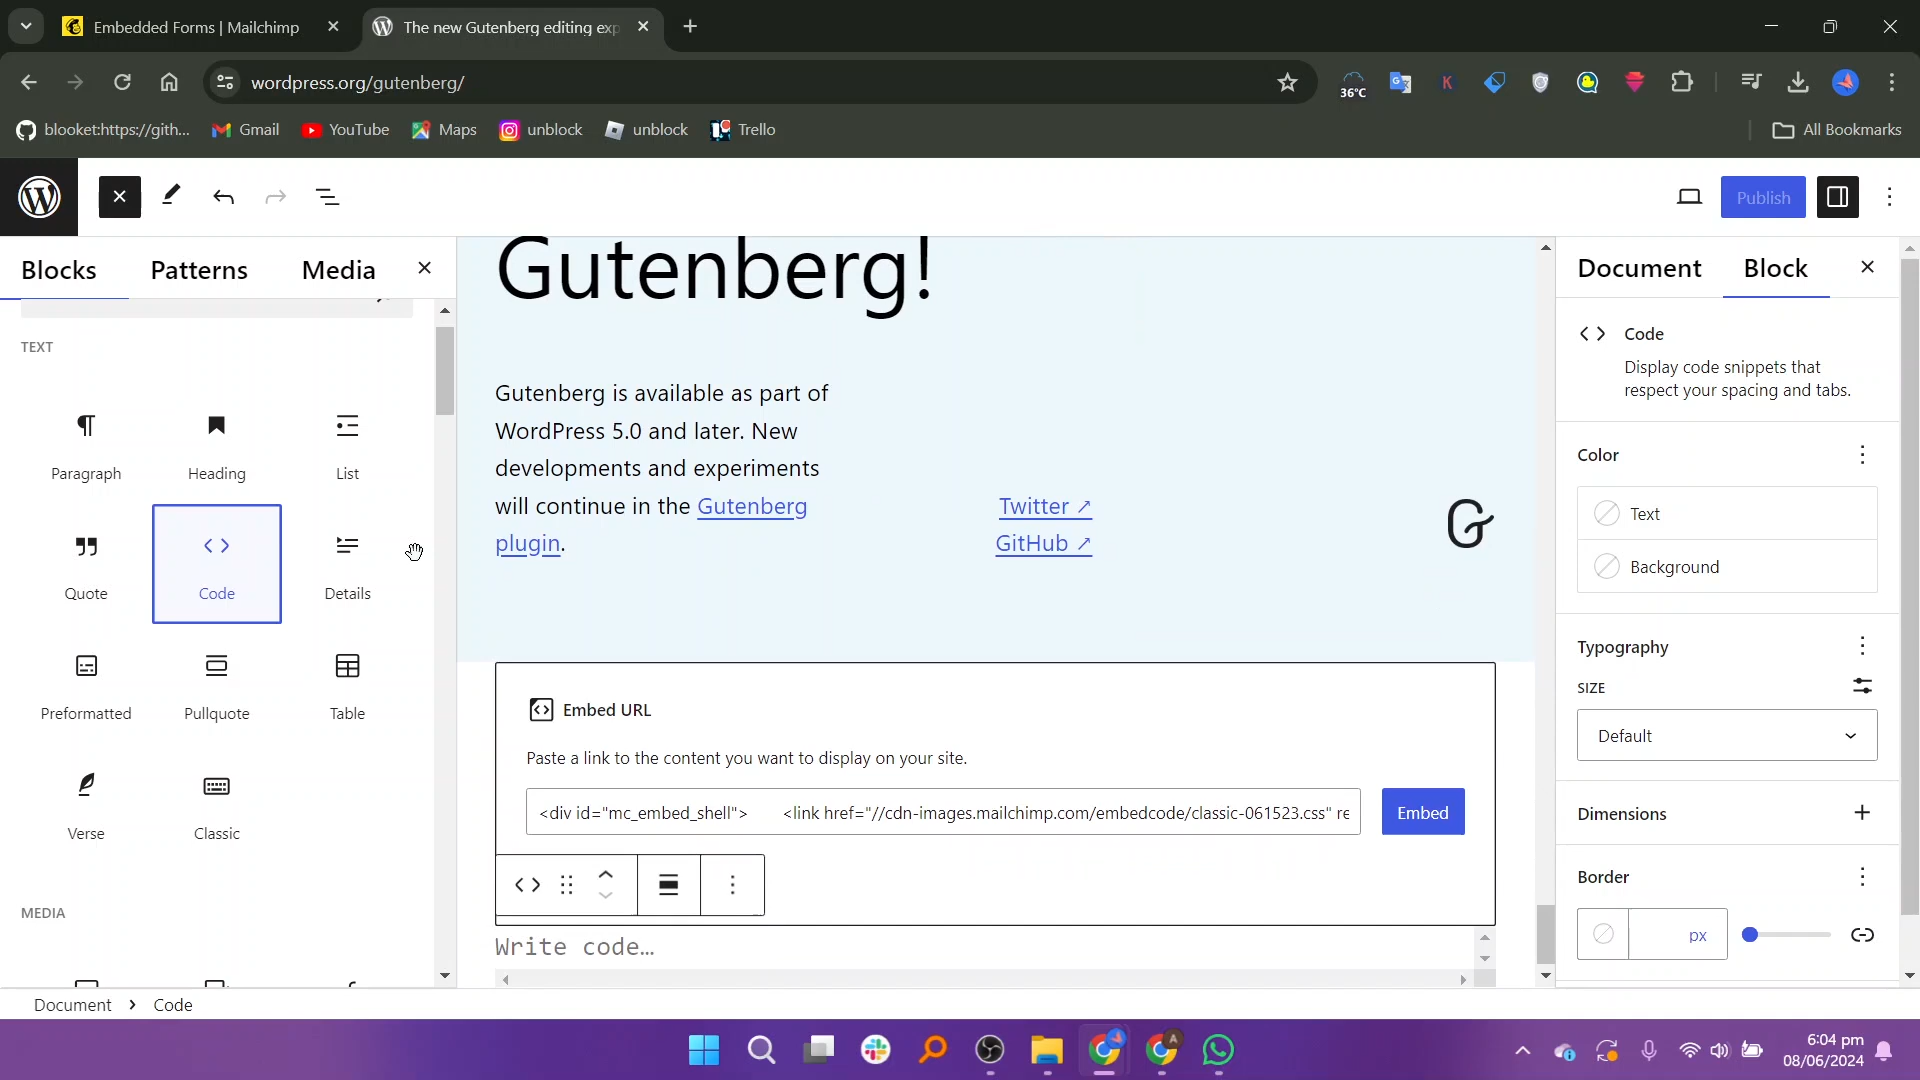 Embedded Forms | Mailchimp
The new Gutenberg editing exp
wordpress.org/gutenberg/
36°C
K
blooket:https://gith...
Gmail
YouTube
Maps
unblock
unblock
Trello
All Bookmarks
Publish
Blocks
Patterns
Media
TEXT
Paragraph
Heading
List
Quote
Code
Details
Preformatted
Pullquote
Table
Verse
Classic
MEDIA
Gutenberg!
Gutenberg is available as part of
WordPress 5.0 and later. New
developments and experiments
will continue in the Gutenberg
plugin.
Twitter ↗
GitHub ↗
Embed URL
Paste a link to the content you want to display on your site.
<div id="mc_embed_shell"> <link href="//cdn-images.mailchimp.com/embedcode/classic-061523.css" re
Embed
Write code…
Document
Block
Code
Display code snippets that
respect your spacing and tabs.
Color
Text
Background
Typography
SIZE
Default
Dimensions
Border
px
Document > Code
A
6:04 pm
08/06/2024